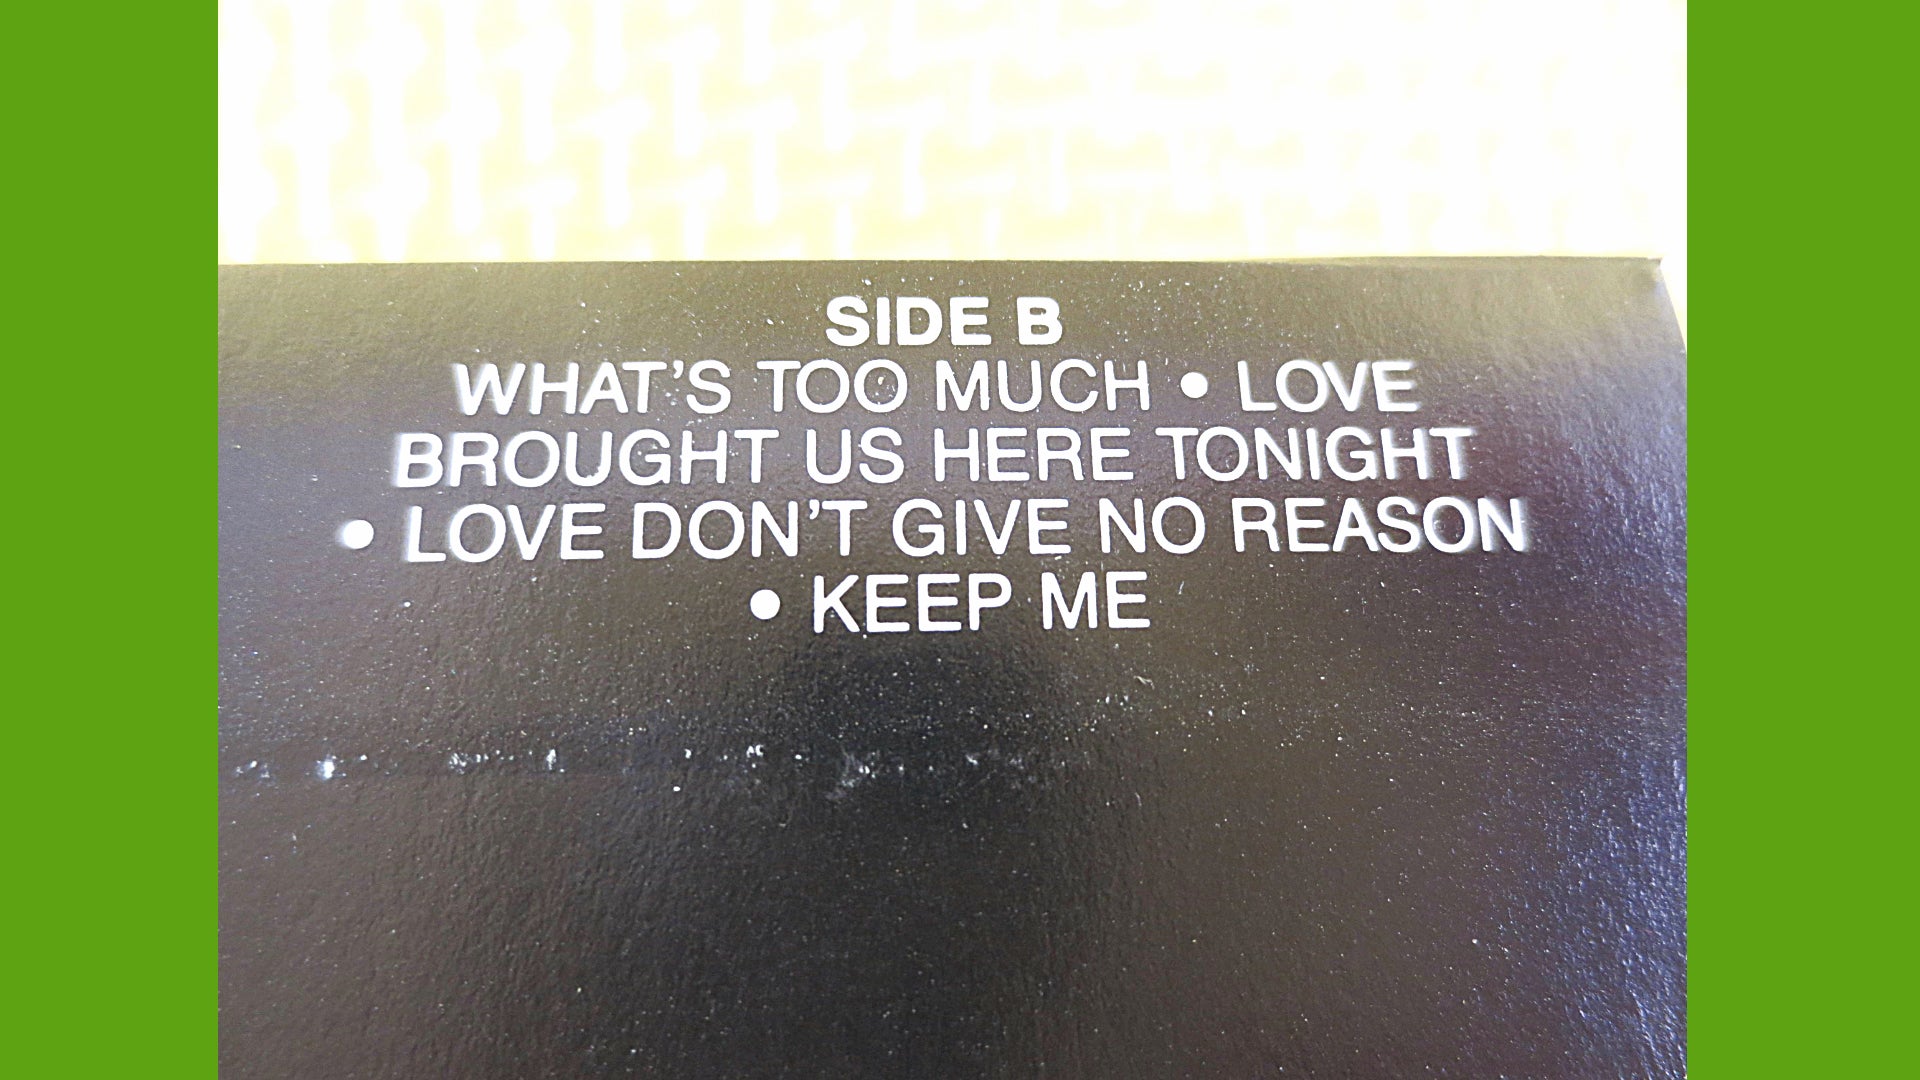 SIDE B
WHAT'S TOO MUCH • LOVE
BROUGHT US HERE TONIGHT
• LOVE DON'T GIVE NO REASON
• KEEP ME